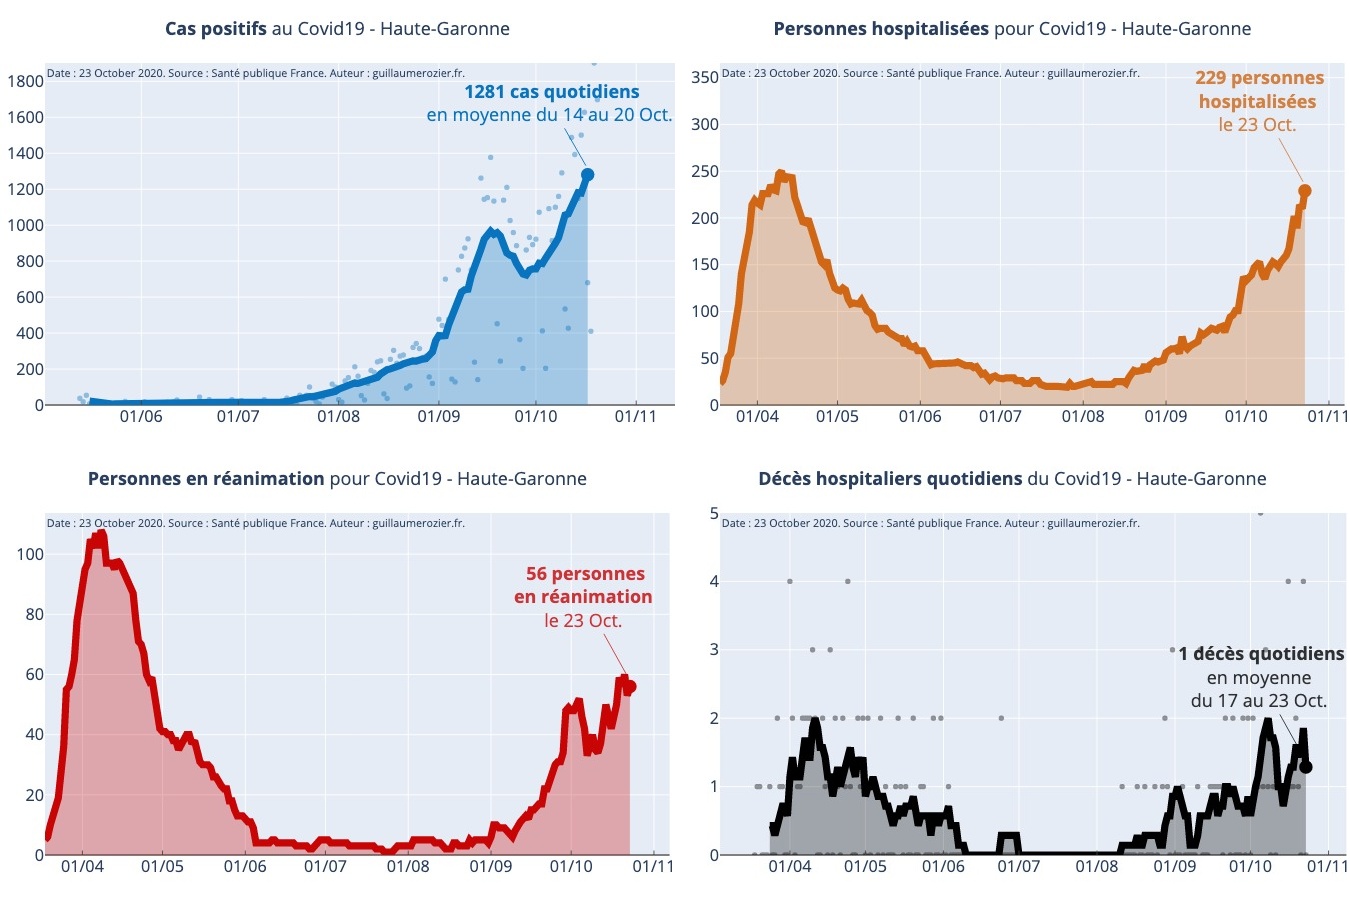 Cas positifs au Covid19 - Haute-Garonne
Date : 23 October 2020. Source : Santé publique France. Auteur : guillaumerozier.fr.
1281 cas quotidiens
en moyenne du 14 au 20 Oct.
1800
1600
1400
1200
1000
800
600
400
200
0
01/06 01/07 01/08 01/09 01/10 01/11
Personnes hospitalisées pour Covid19 - Haute-Garonne
Date : 23 October 2020. Source : Santé publique France. Auteur : guillaumerozier.fr.
229 personnes
hospitalisées
le 23 Oct.
350
300
250
200
150
100
50
0
01/04 01/05 01/06 01/07 01/08 01/09 01/10 01/11
Personnes en réanimation pour Covid19 - Haute-Garonne
Date : 23 October 2020. Source : Santé publique France. Auteur : guillaumerozier.fr.
56 personnes
en réanimation
le 23 Oct.
100
80
60
40
20
0
01/04 01/05 01/06 01/07 01/08 01/09 01/10 01/11
Décès hospitaliers quotidiens du Covid19 - Haute-Garonne
Date : 23 October 2020. Source : Santé publique France. Auteur : guillaumerozier.fr.
1 décès quotidiens
en moyenne
du 17 au 23 Oct.
5
4
3
2
1
0
01/04 01/05 01/06 01/07 01/08 01/09 01/10 01/11